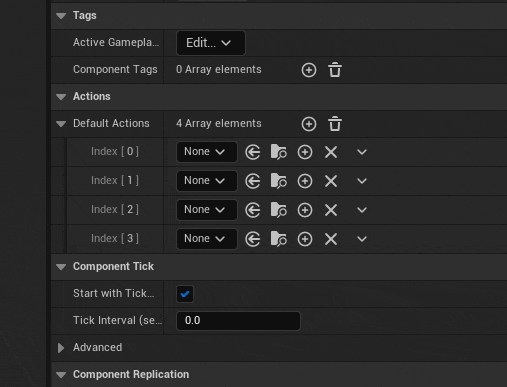 Tags
Active Gamepla... Edit...
Component Tags 0 Array elements
Actions
Default Actions 4 Array elements
Index [ 0 ] None
Index [ 1 ] None
Index [ 2 ] None
Index [ 3 ] None
Component Tick
Start with Tick...
Tick Interval (se... 0.0
Advanced
Component Replication